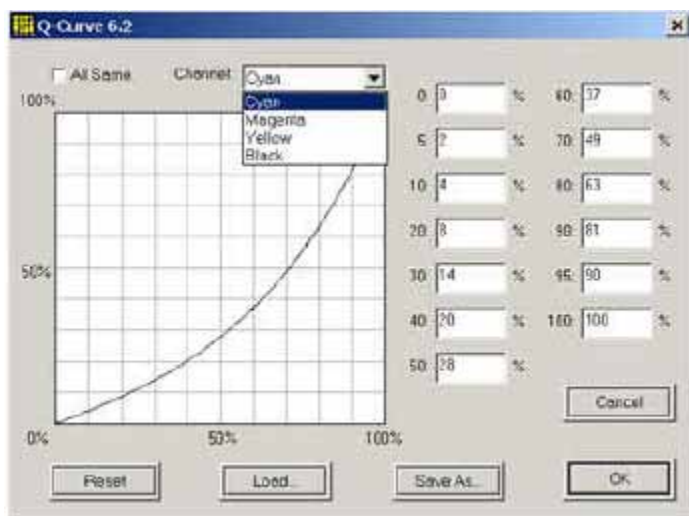 Q-Curve 6.2
All Same
Channel
Cyan
Cyan
Magenta
Yellow
Black
100%
50%
0%
50%
100%
0: 0 %
5: 2 %
10: 4 %
20: 8 %
30: 14 %
40: 20 %
50: 28 %
60: 37 %
70: 49 %
80: 63 %
90: 81 %
95: 90 %
100: 100 %
Cancel
Reset
Load...
Save As...
OK